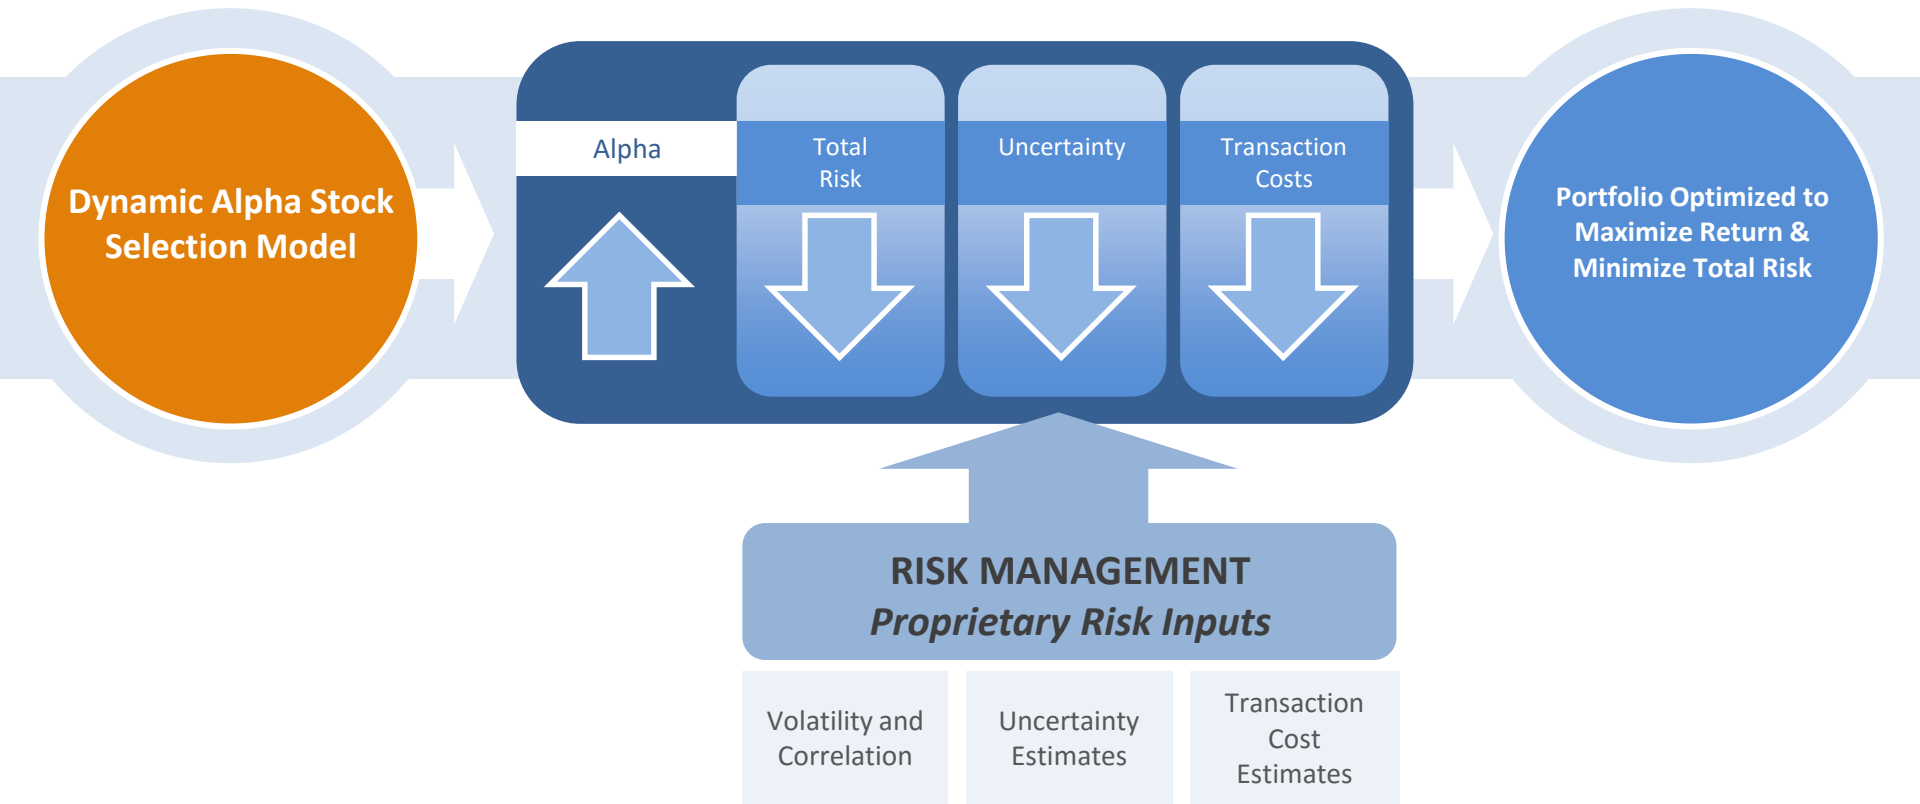 Dynamic Alpha Stock
Selection Model
Alpha
Total
Risk
Uncertainty
Transaction
Costs
Portfolio Optimized to
Maximize Return &
Minimize Total Risk
RISK MANAGEMENT
Proprietary Risk Inputs
Volatility and
Correlation
Uncertainty
Estimates
Transaction
Cost
Estimates